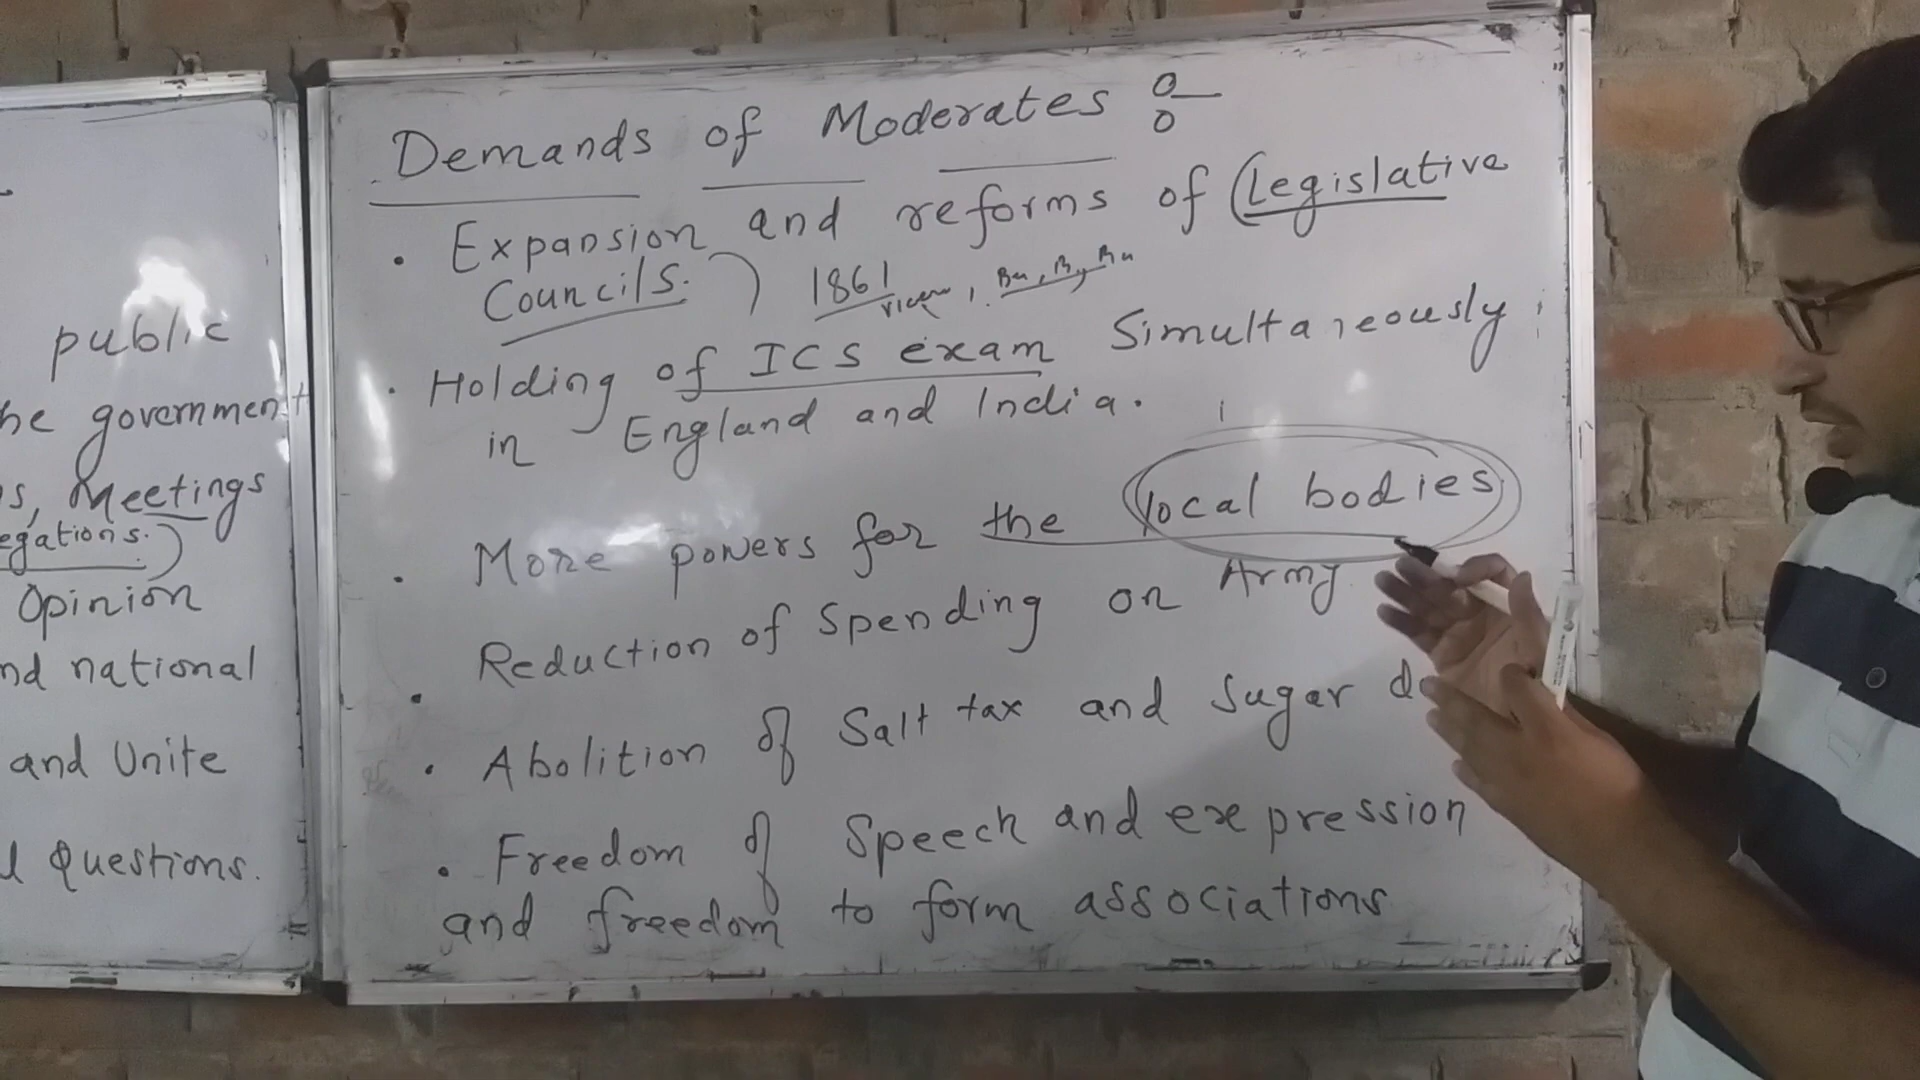 public
he government
s, Meetings
egations.
Opinion
nd national
and Unite
l Questions.
Demands of Moderates :-
• Expansion and reforms of (Legislative
Councils.) 1861
• Holding of ICS exam Simultaneously
in England and India.
• More powers for the local bodies
• Reduction of Spending on Army
• Abolition of Salt tax and Sugar d
• Freedom of Speech and expression
and freedom to form associations